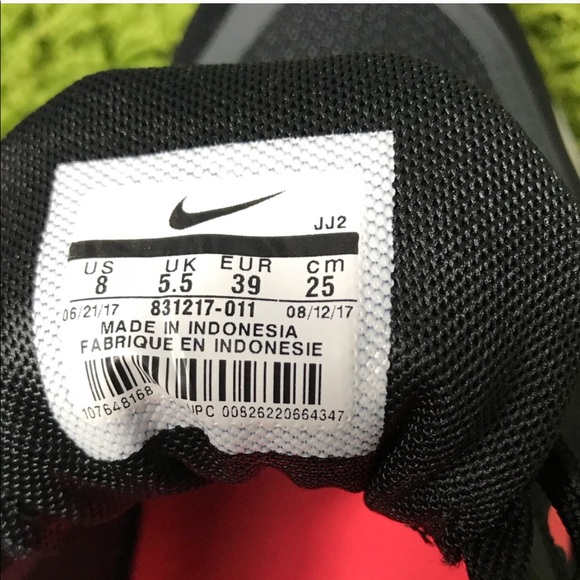 JJ2
US UK EUR cm
8 5.5 39 25
06/21/17 831217-011 08/12/17
MADE IN INDONESIA
FABRIQUE EN INDONESIE
107648168 UPC 00826220664347